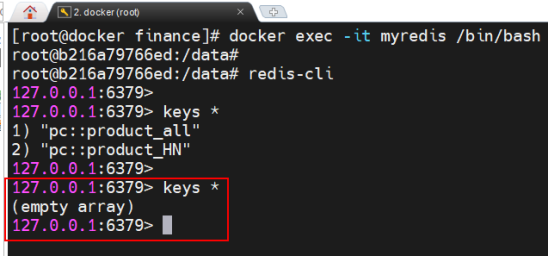 2. docker (root)
[root@docker finance]# docker exec -it myredis /bin/bash
root@b216a79766ed:/data#
root@b216a79766ed:/data# redis-cli
127.0.0.1:6379>
127.0.0.1:6379> keys *
1) "pc::product_all"
2) "pc::product_HN"
127.0.0.1:6379>
127.0.0.1:6379> keys *
(empty array)
127.0.0.1:6379>